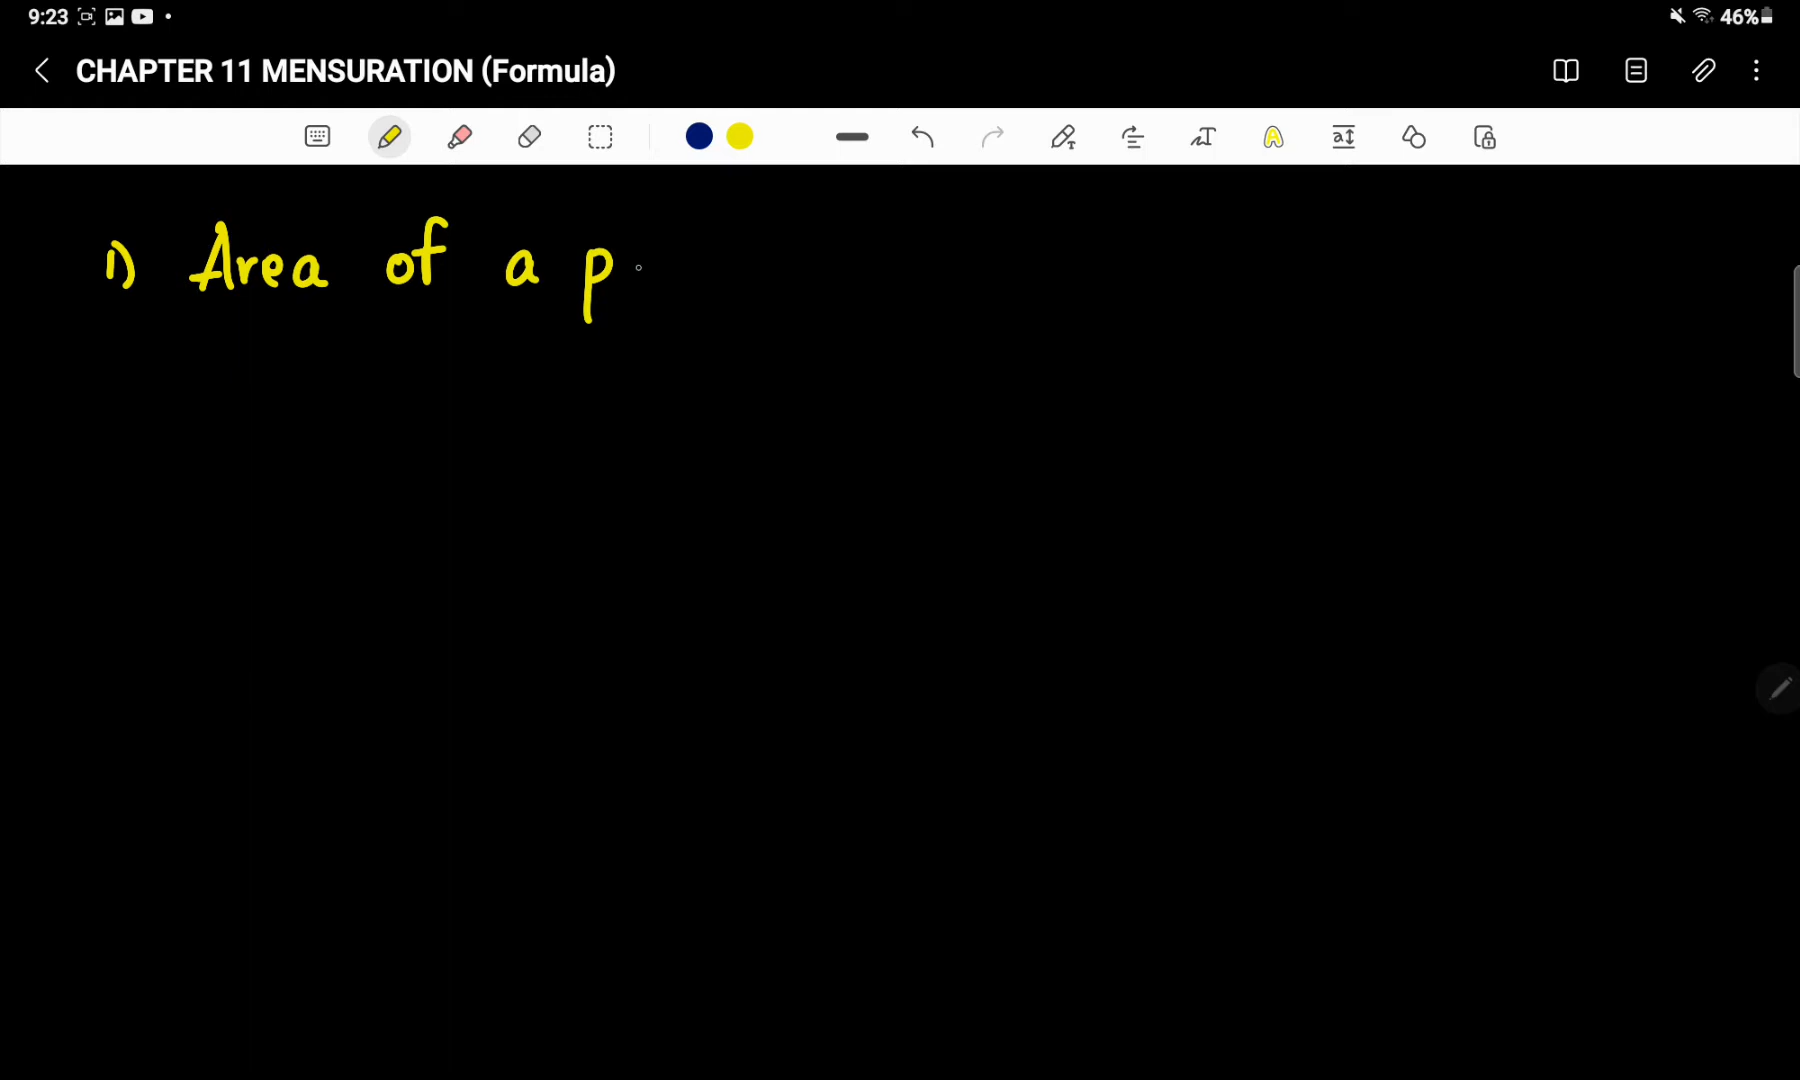 9:23 46%
CHAPTER 11 MENSURATION (Formula)
1) Area of a p